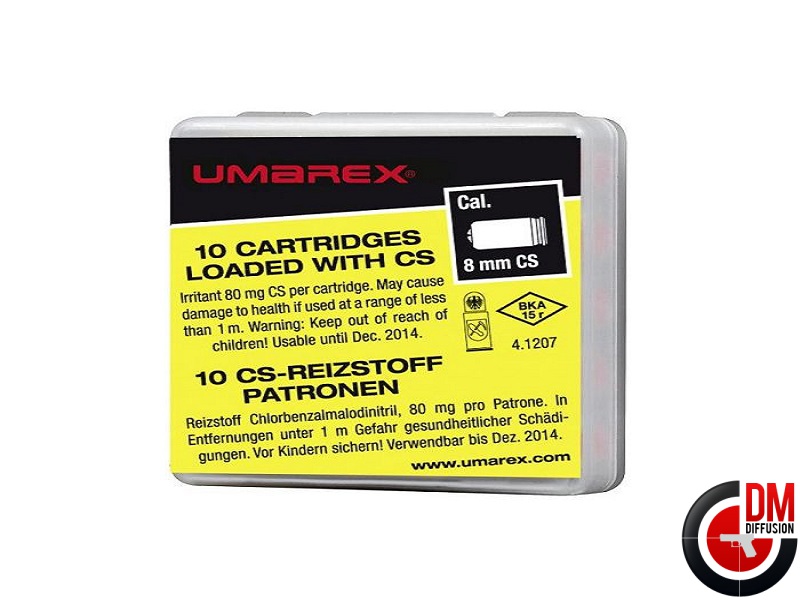 UMAREX®
Cal.
8 mm CS
10 CARTRIDGES
LOADED WITH CS
Irritant 80 mg CS per cartridge. May cause
damage to health if used at a range of less
than 1 m. Warning: Keep out of reach of
children! Usable until Dec. 2014.
BKA
15 r
4.1207
10 CS-REIZSTOFF
PATRONEN
Reizstoff Chlorbenzalmalodinitril, 80 mg pro Patrone. In
Entfernungen unter 1 m Gefahr gesundheitlicher Schädi-
gungen. Vor Kindern sichern! Verwendbar bis Dez. 2014.
www.umarex.com
DM
DIFFUSION